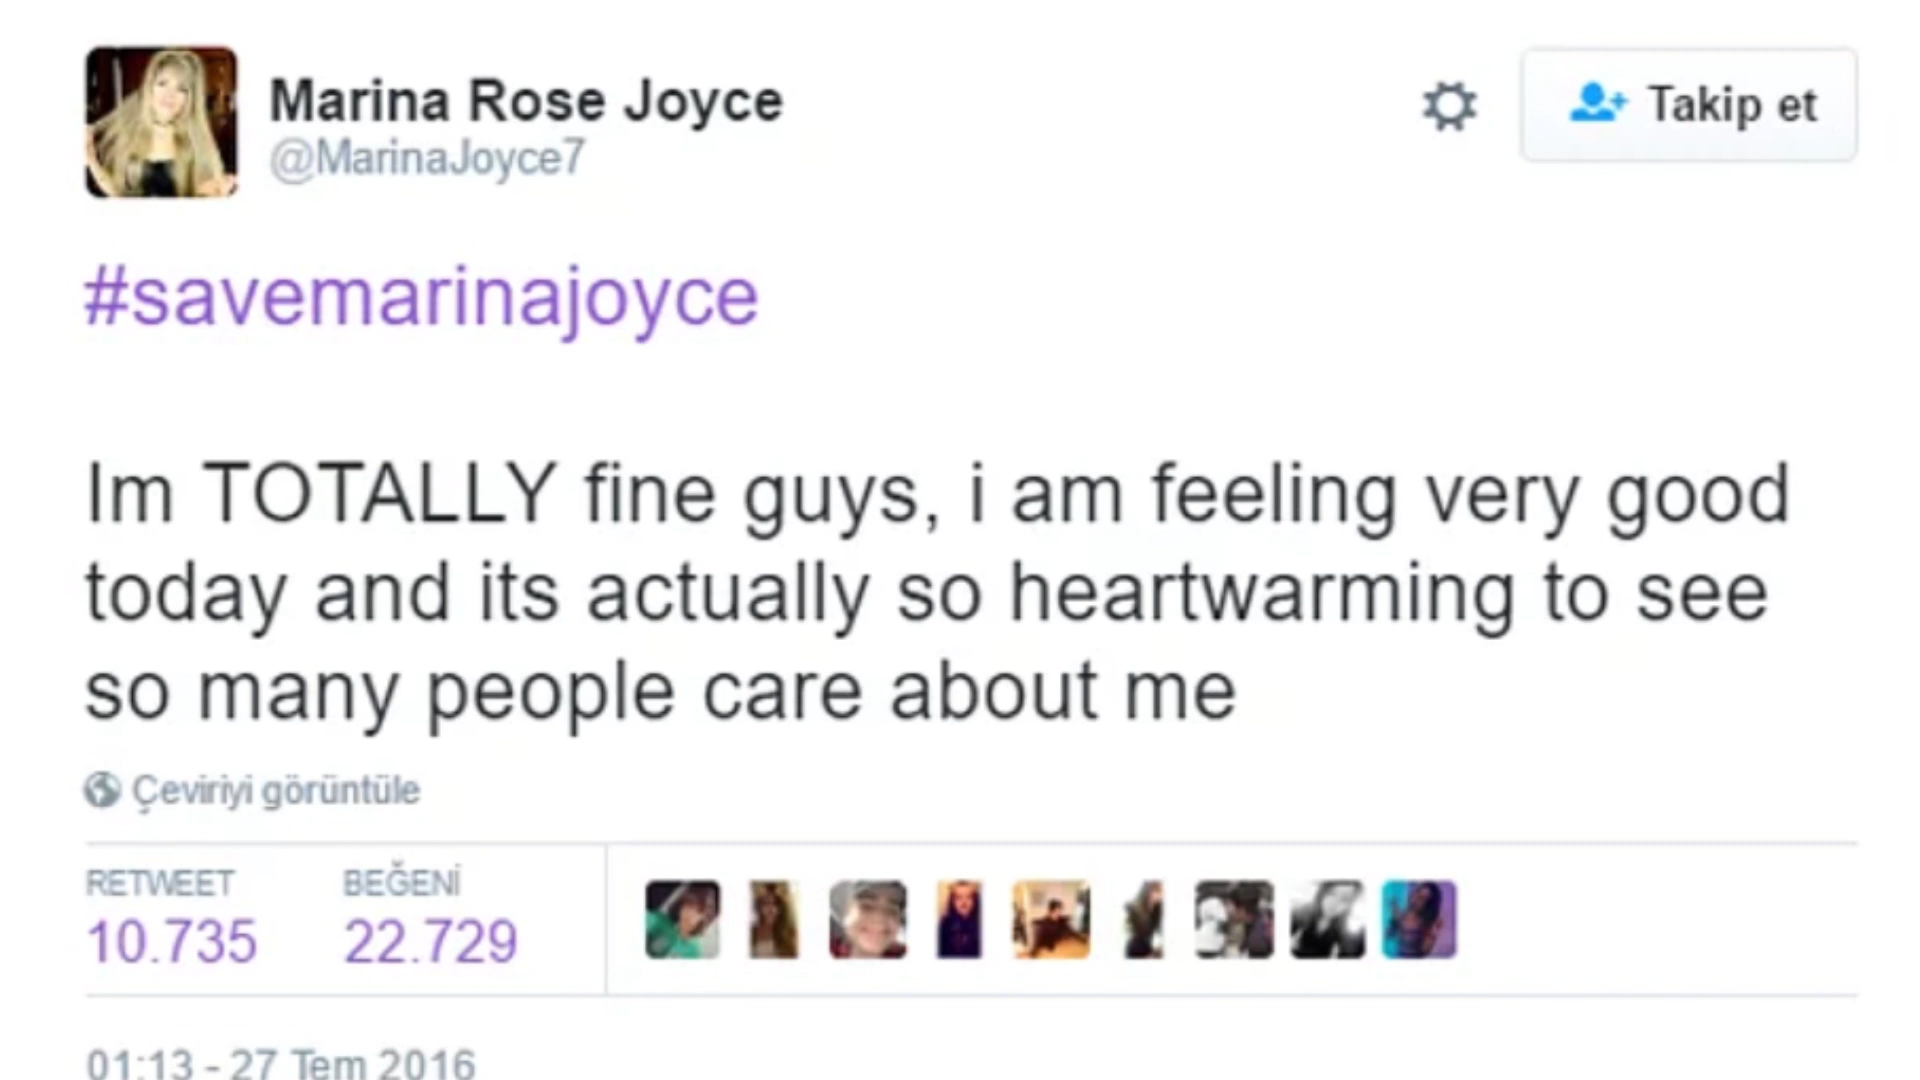 Marina Rose Joyce
@MarinaJoyce7
Takip et
#savemarinajoyce
Im TOTALLY fine guys, i am feeling very good
today and its actually so heartwarming to see
so many people care about me
Çeviriyi görüntüle
RETWEET BEĞENİ
10.735 22.729
01:13 - 27 Tem 2016